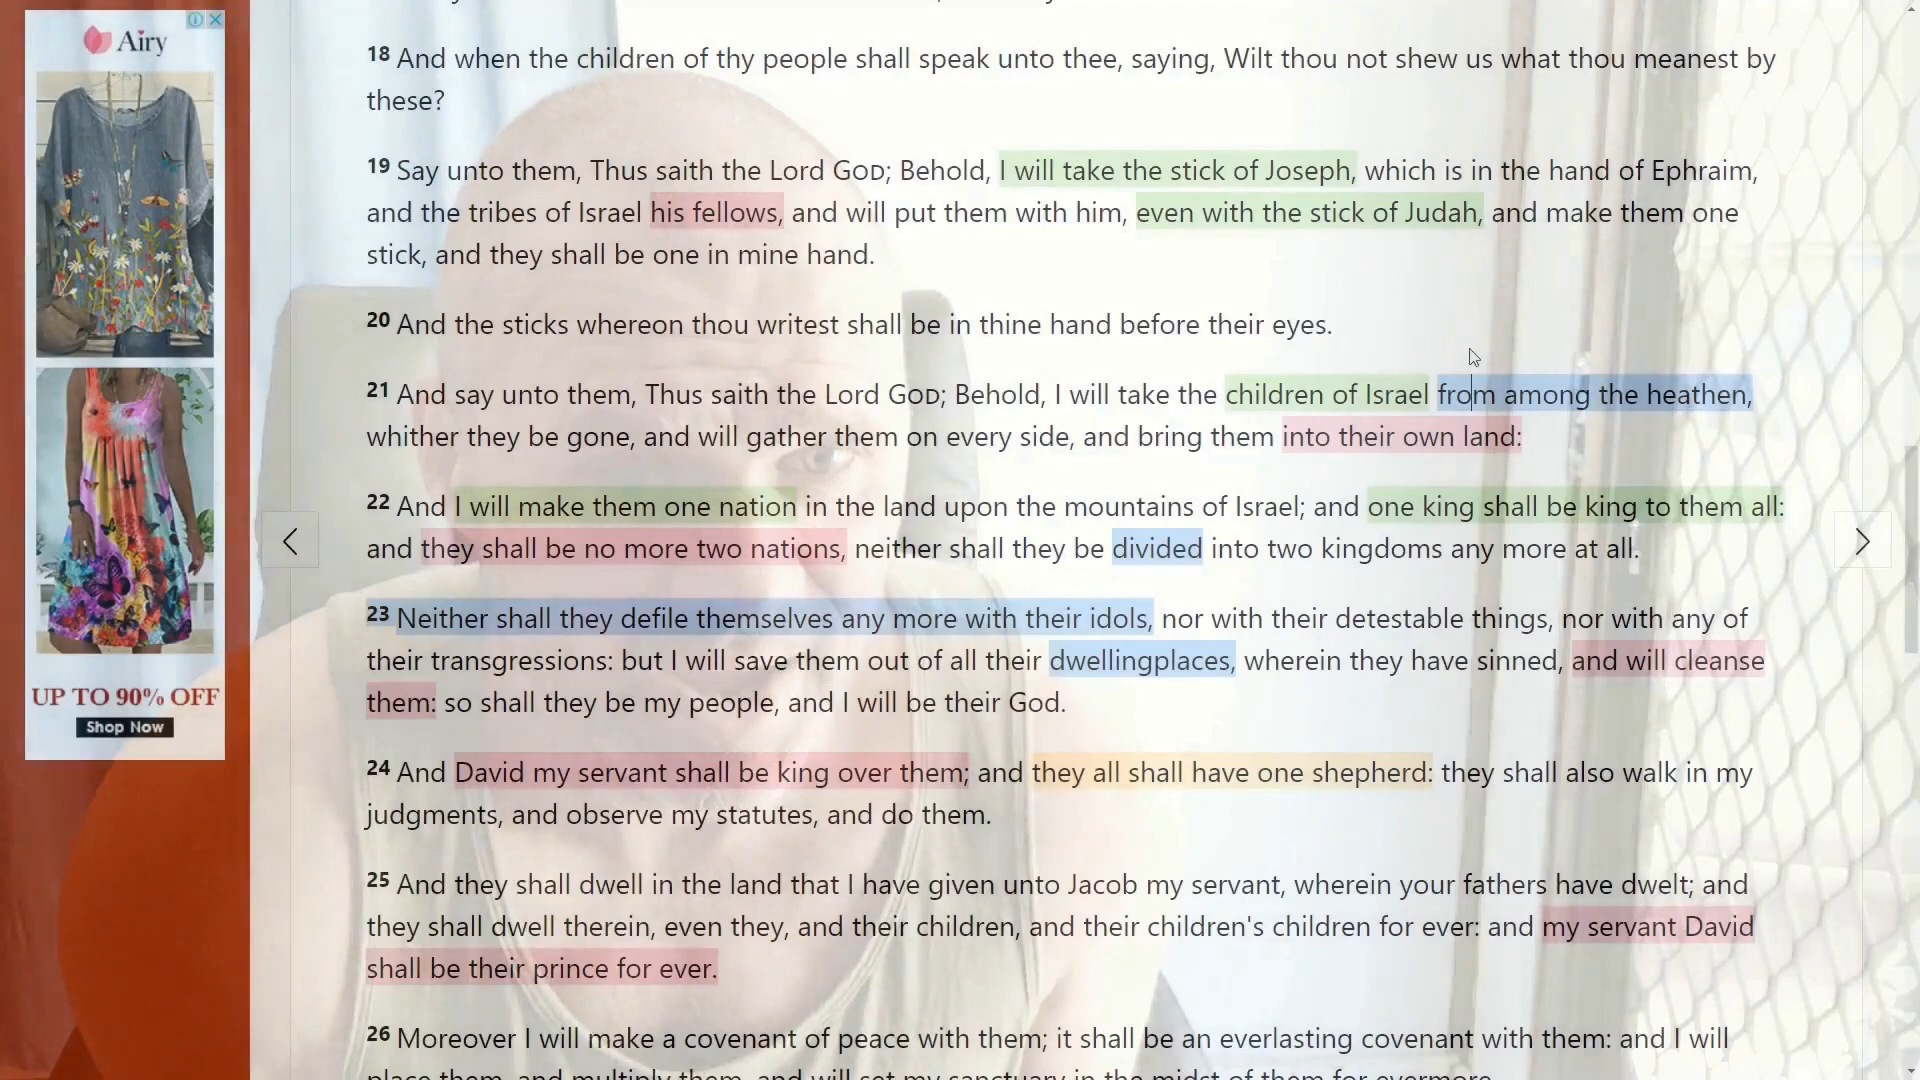 Airy
UP TO 90% OFF
Shop Now
18 And when the children of thy people shall speak unto thee, saying, Wilt thou not shew us what thou meanest by
these?
19 Say unto them, Thus saith the Lord GOD; Behold, I will take the stick of Joseph, which is in the hand of Ephraim,
and the tribes of Israel his fellows, and will put them with him, even with the stick of Judah, and make them one
stick, and they shall be one in mine hand.
20 And the sticks whereon thou writest shall be in thine hand before their eyes.
21 And say unto them, Thus saith the Lord GOD; Behold, I will take the children of Israel from among the heathen,
whither they be gone, and will gather them on every side, and bring them into their own land:
22 And I will make them one nation in the land upon the mountains of Israel; and one king shall be king to them all:
and they shall be no more two nations, neither shall they be divided into two kingdoms any more at all.
23 Neither shall they defile themselves any more with their idols, nor with their detestable things, nor with any of
their transgressions: but I will save them out of all their dwellingplaces, wherein they have sinned, and will cleanse
them: so shall they be my people, and I will be their God.
24 And David my servant shall be king over them; and they all shall have one shepherd: they shall also walk in my
judgments, and observe my statutes, and do them.
25 And they shall dwell in the land that I have given unto Jacob my servant, wherein your fathers have dwelt; and
they shall dwell therein, even they, and their children, and their children's children for ever: and my servant David
shall be their prince for ever.
26 Moreover I will make a covenant of peace with them; it shall be an everlasting covenant with them: and I will
place them, and multiply them, and will set my sanctuary in the midst of them for evermore.